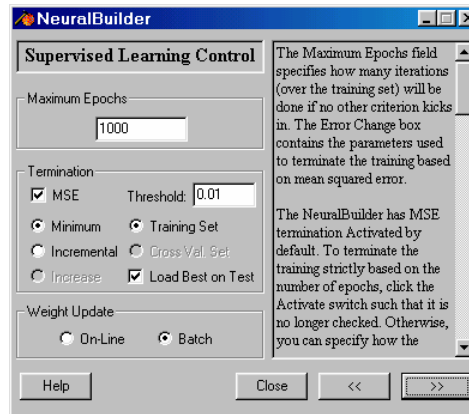 NeuralBuilder
Supervised Learning Control
Maximum Epochs
1000
Termination
MSE
Threshold: 0.01
Minimum
Training Set
Incremental
Cross Val. Set
Increase
Load Best on Test
Weight Update
On-Line
Batch
The Maximum Epochs field
specifies how many iterations
(over the training set) will be
done if no other criterion kicks
in. The Error Change box
contains the parameters used
to terminate the training based
on mean squared error.
The NeuralBuilder has MSE
termination Activated by
default. To terminate the
training strictly based on the
number of epochs, click the
Activate switch such that it is
no longer checked. Otherwise,
you can specify how the
Help
Close
<<
>>